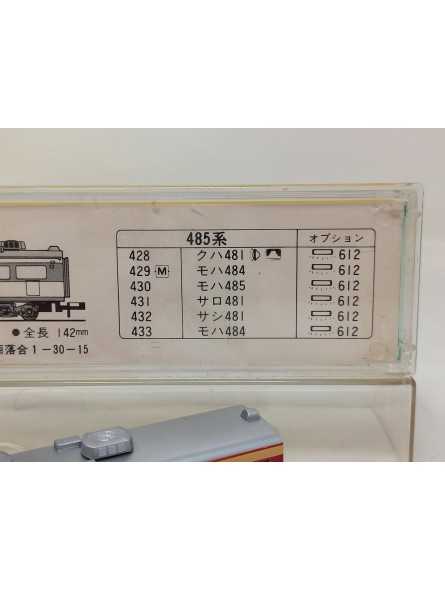 485系 オプション
428 クハ481 612
429 M モハ484 612
430 モハ485 612
431 サロ481 612
432 サシ481 612
433 モハ484 612
●全長 142mm
落合1-30-15